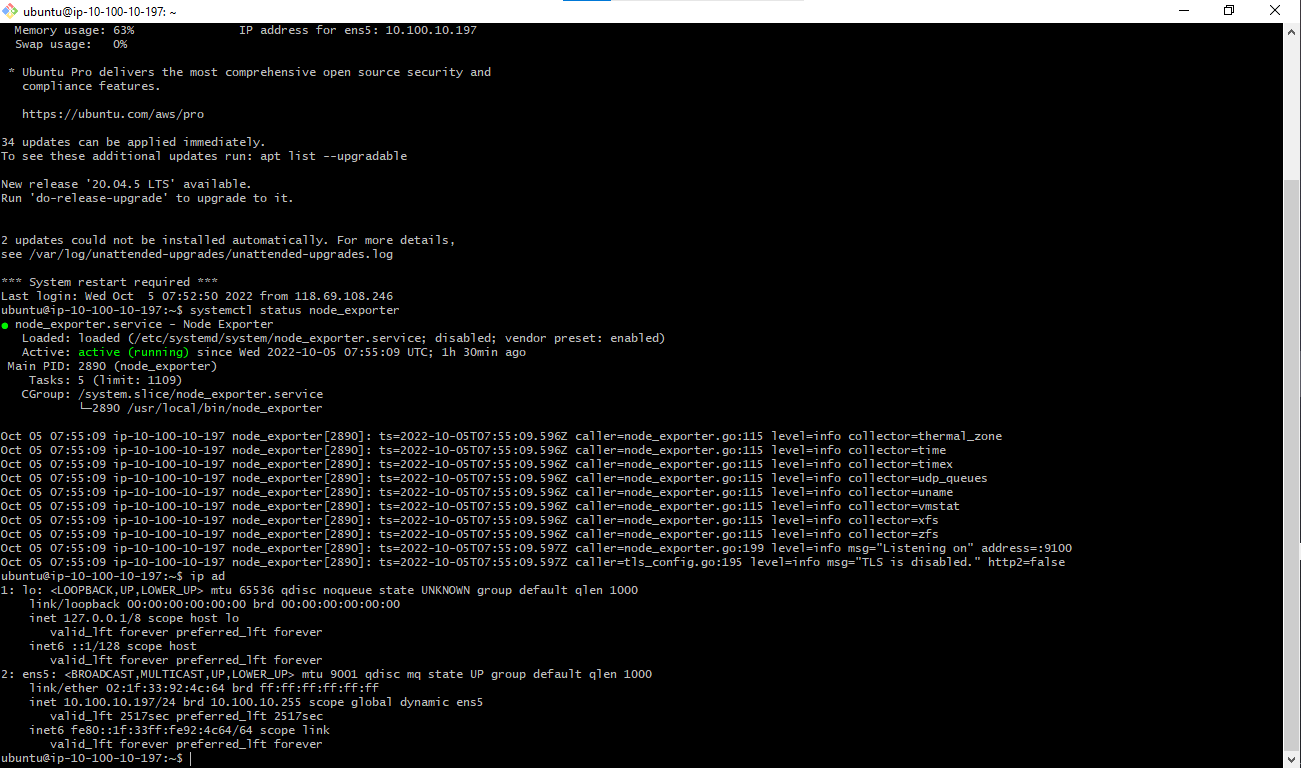 ubuntu@ip-10-100-10-197: ~
Memory usage: 63%                IP address for ens5: 10.100.10.197
Swap usage:   0%
* Ubuntu Pro delivers the most comprehensive open source security and
compliance features.
https://ubuntu.com/aws/pro
34 updates can be applied immediately.
To see these additional updates run: apt list --upgradable
New release '20.04.5 LTS' available.
Run 'do-release-upgrade' to upgrade to it.
2 updates could not be installed automatically. For more details,
see /var/log/unattended-upgrades/unattended-upgrades.log
*** System restart required ***
Last login: Wed Oct  5 07:52:50 2022 from 118.69.108.246
ubuntu@ip-10-100-10-197:~$ systemctl status node_exporter
● node_exporter.service - Node Exporter
Loaded: loaded (/etc/systemd/system/node_exporter.service; disabled; vendor preset: enabled)
Active: active (running) since Wed 2022-10-05 07:55:09 UTC; 1h 30min ago
Main PID: 2890 (node_exporter)
Tasks: 5 (limit: 1109)
CGroup: /system.slice/node_exporter.service
└─2890 /usr/local/bin/node_exporter
Oct 05 07:55:09 ip-10-100-10-197 node_exporter[2890]: ts=2022-10-05T07:55:09.596Z caller=node_exporter.go:115 level=info collector=thermal_zone
Oct 05 07:55:09 ip-10-100-10-197 node_exporter[2890]: ts=2022-10-05T07:55:09.596Z caller=node_exporter.go:115 level=info collector=time
Oct 05 07:55:09 ip-10-100-10-197 node_exporter[2890]: ts=2022-10-05T07:55:09.596Z caller=node_exporter.go:115 level=info collector=timex
Oct 05 07:55:09 ip-10-100-10-197 node_exporter[2890]: ts=2022-10-05T07:55:09.596Z caller=node_exporter.go:115 level=info collector=udp_queues
Oct 05 07:55:09 ip-10-100-10-197 node_exporter[2890]: ts=2022-10-05T07:55:09.596Z caller=node_exporter.go:115 level=info collector=uname
Oct 05 07:55:09 ip-10-100-10-197 node_exporter[2890]: ts=2022-10-05T07:55:09.596Z caller=node_exporter.go:115 level=info collector=vmstat
Oct 05 07:55:09 ip-10-100-10-197 node_exporter[2890]: ts=2022-10-05T07:55:09.596Z caller=node_exporter.go:115 level=info collector=xfs
Oct 05 07:55:09 ip-10-100-10-197 node_exporter[2890]: ts=2022-10-05T07:55:09.596Z caller=node_exporter.go:115 level=info collector=zfs
Oct 05 07:55:09 ip-10-100-10-197 node_exporter[2890]: ts=2022-10-05T07:55:09.597Z caller=node_exporter.go:199 level=info msg="Listening on" address=:9100
Oct 05 07:55:09 ip-10-100-10-197 node_exporter[2890]: ts=2022-10-05T07:55:09.597Z caller=tls_config.go:195 level=info msg="TLS is disabled." http2=false
ubuntu@ip-10-100-10-197:~$ ip ad
1: lo: <LOOPBACK,UP,LOWER_UP> mtu 65536 qdisc noqueue state UNKNOWN group default qlen 1000
link/loopback 00:00:00:00:00:00 brd 00:00:00:00:00:00
inet 127.0.0.1/8 scope host lo
valid_lft forever preferred_lft forever
inet6 ::1/128 scope host
valid_lft forever preferred_lft forever
2: ens5: <BROADCAST,MULTICAST,UP,LOWER_UP> mtu 9001 qdisc mq state UP group default qlen 1000
link/ether 02:1f:33:92:4c:64 brd ff:ff:ff:ff:ff:ff
inet 10.100.10.197/24 brd 10.100.10.255 scope global dynamic ens5
valid_lft 2517sec preferred_lft 2517sec
inet6 fe80::1f:33ff:fe92:4c64/64 scope link
valid_lft forever preferred_lft forever
ubuntu@ip-10-100-10-197:~$